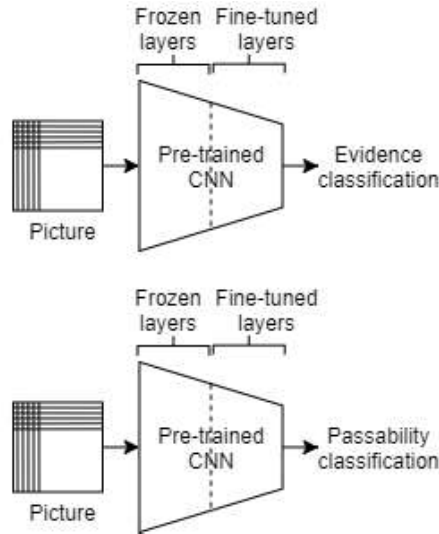 Frozen Fine-tuned
layers layers
Pre-trained
CNN
Evidence
classification
Picture
Frozen Fine-tuned
layers layers
Pre-trained
CNN
Passability
classification
Picture